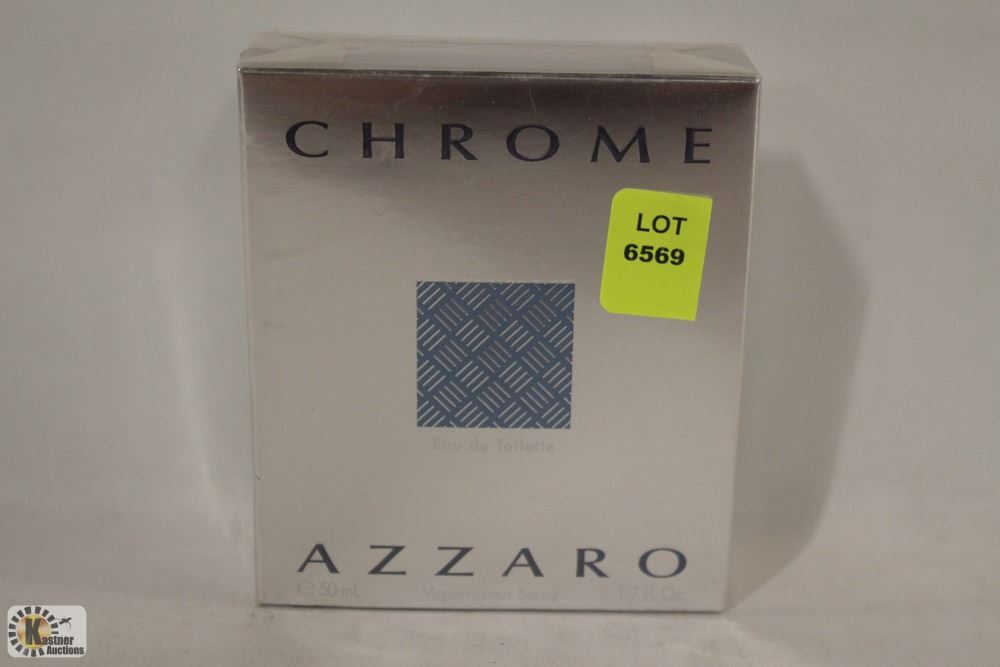 CHROME
LOT
6569
Eau de Toilette
AZZARO
℮ 50 mL Vaporisateur Spray 1.7 Fl. Oz.
Kastner
Auctions